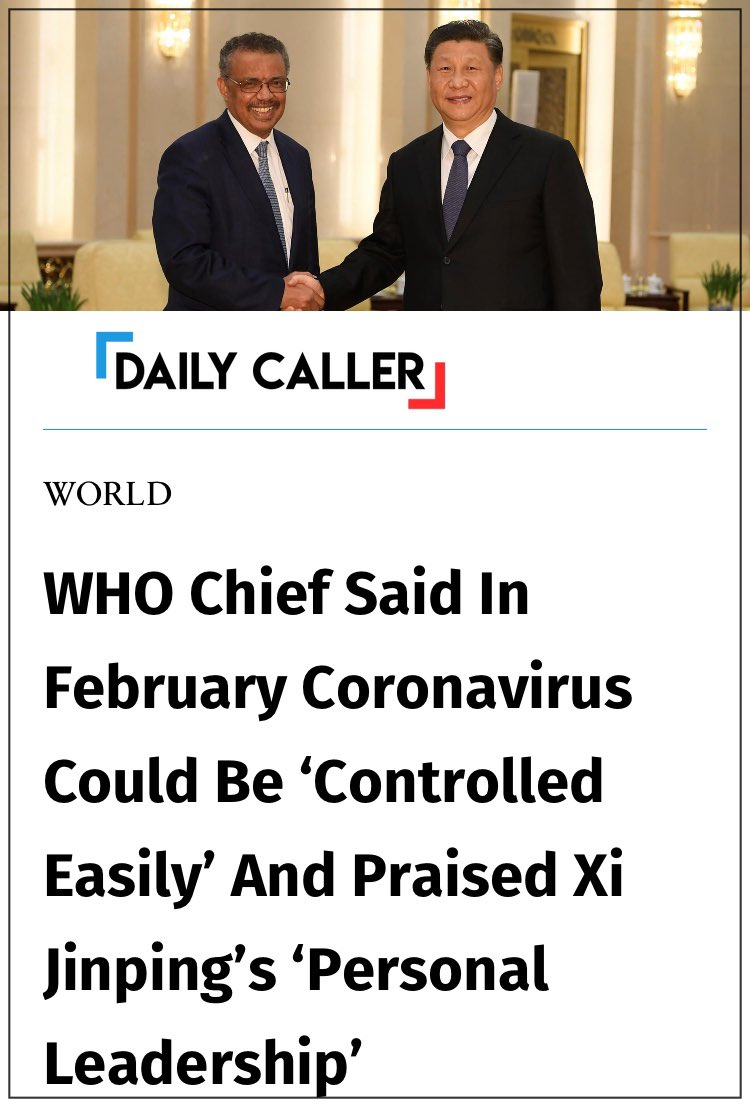 DAILY CALLER
WORLD
WHO Chief Said In
February Coronavirus
Could Be ‘Controlled
Easily’ And Praised Xi
Jinping’s ‘Personal
Leadership’